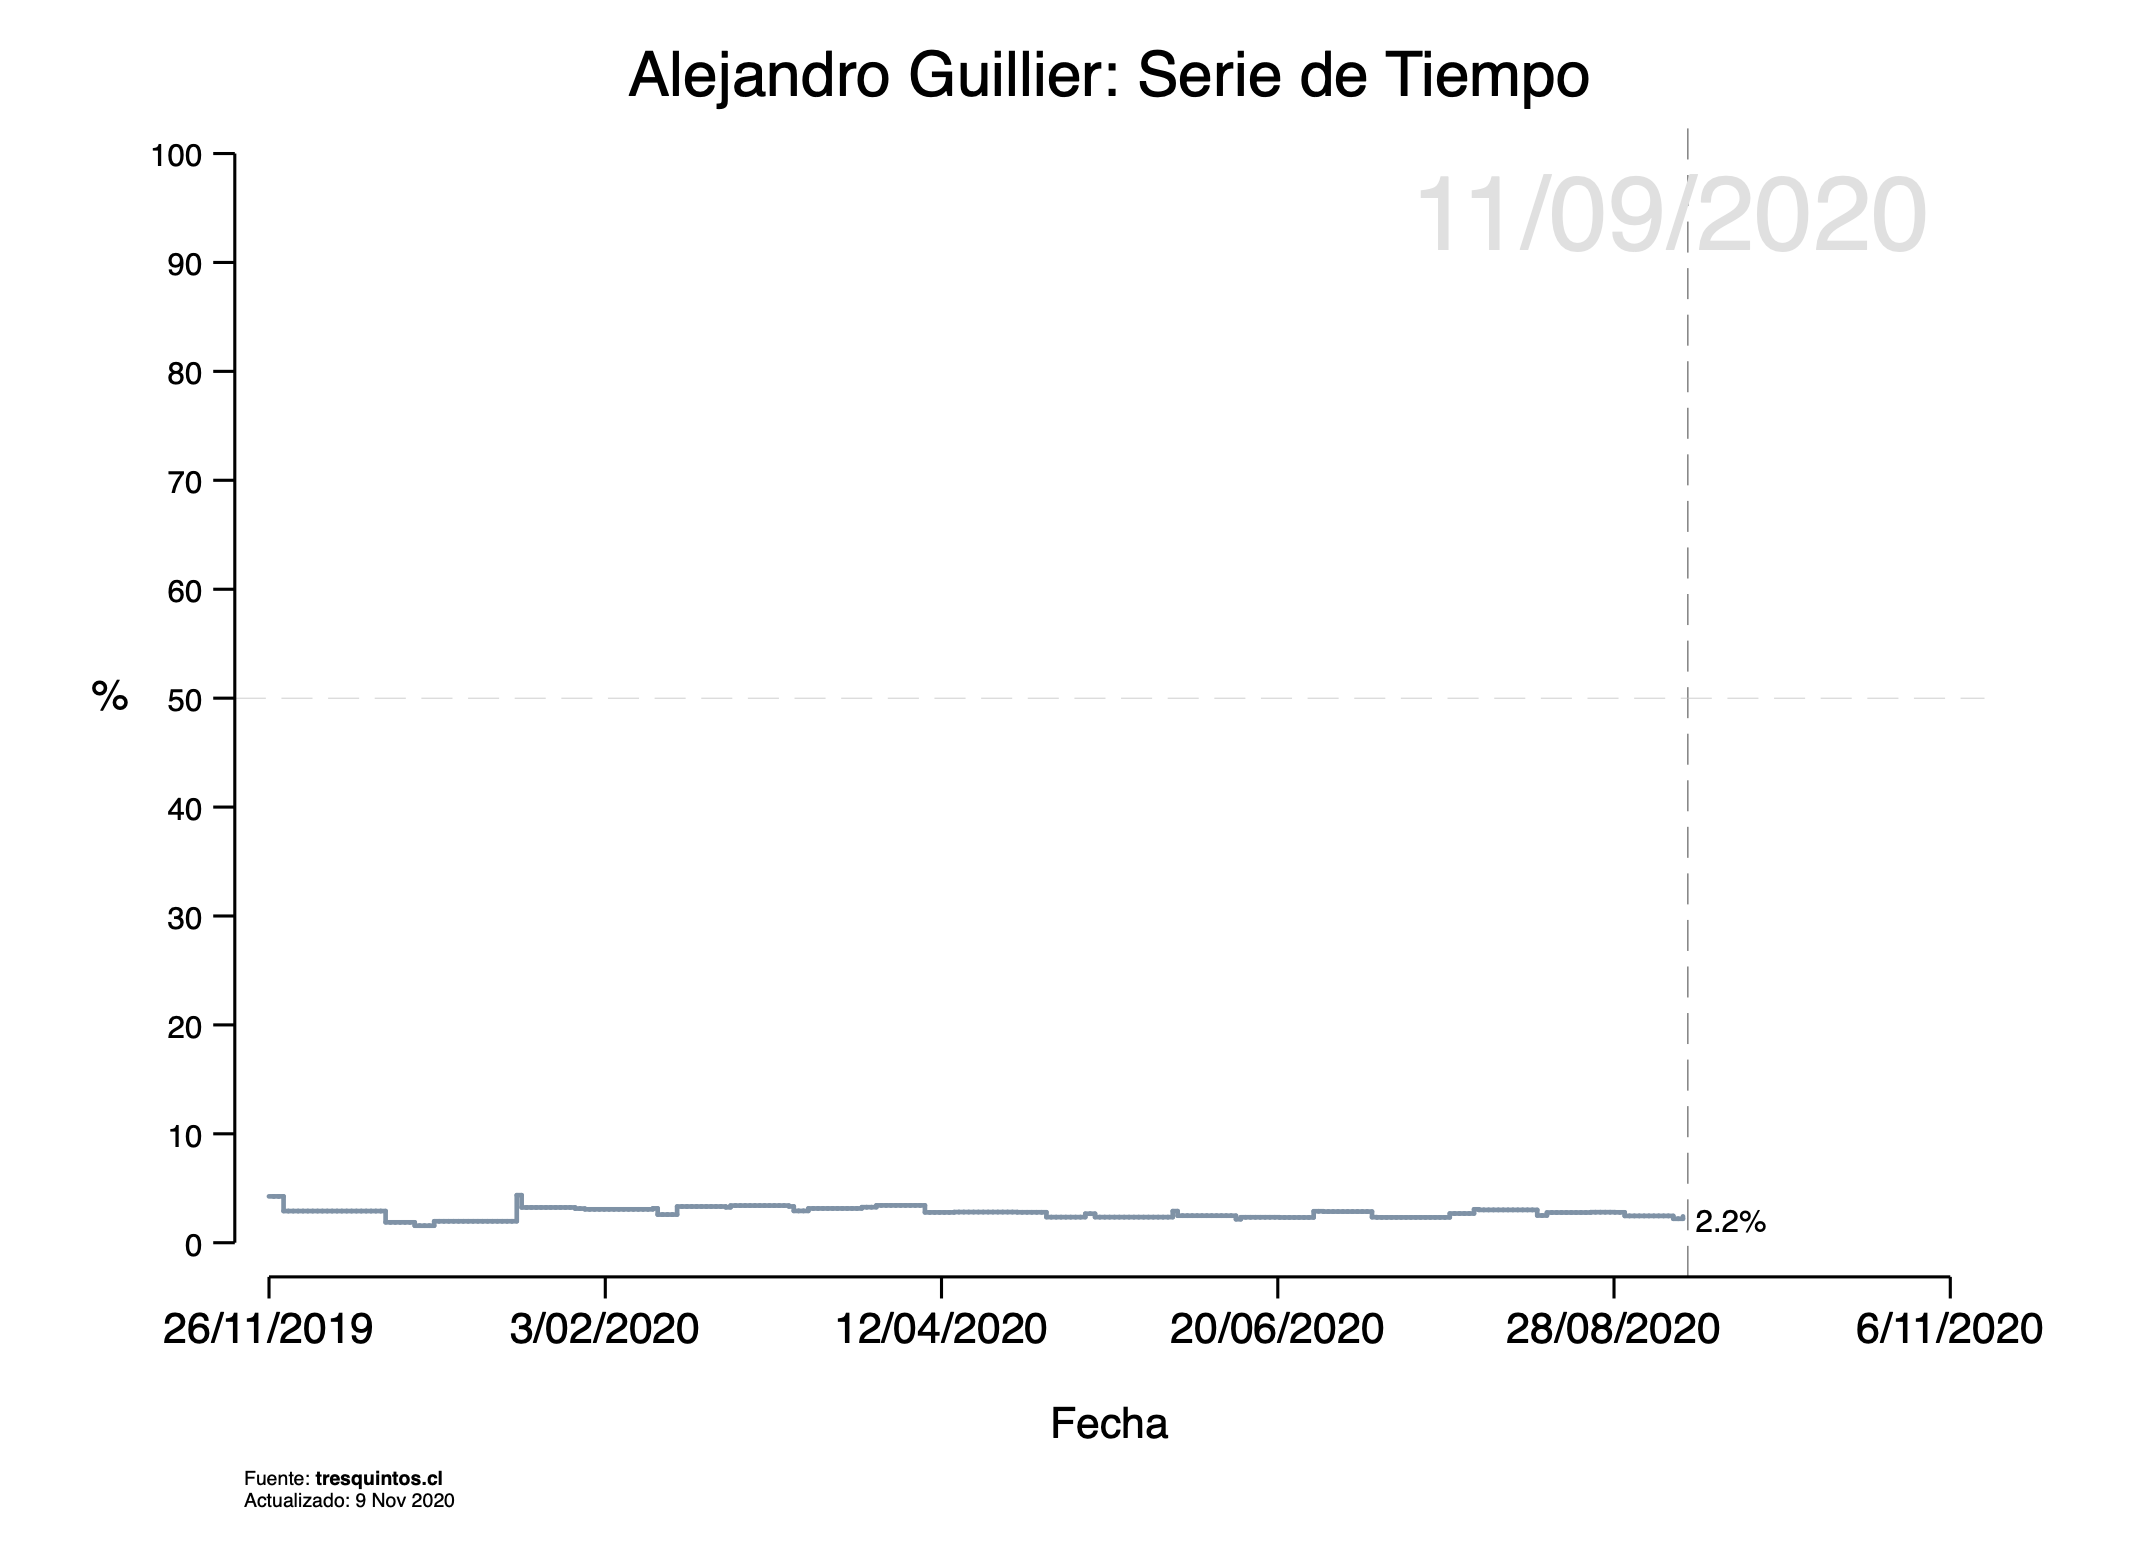 Alejandro Guillier: Serie de Tiempo
11/09/2020
100
90
80
70
60
50
40
30
20
10
0
%
2.2%
26/11/2019 3/02/2020 12/04/2020 20/06/2020 28/08/2020 6/11/2020
Fecha
Fuente: tresquintos.cl
Actualizado: 9 Nov 2020